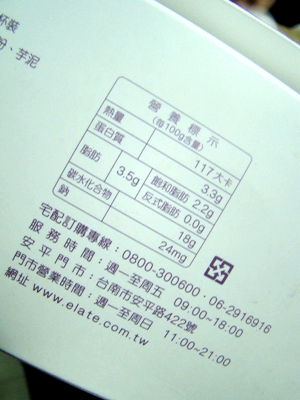 杯裝
粉、芋泥
營養標示
(每100g含量)
熱量 117大卡
蛋白質 3.3g
脂肪 3.5g 飽和脂肪 2.2g
反式脂肪 0.0g
碳水化合物 18g
鈉 24mg
宅配訂購專線：0800-300600・06-2916916
服務時間：週一至周五 09:00~18:00
安平門市：台南市安平路422號
門市營業時間：週一至周日 11:00~21:00
網址 www.elate.com.tw